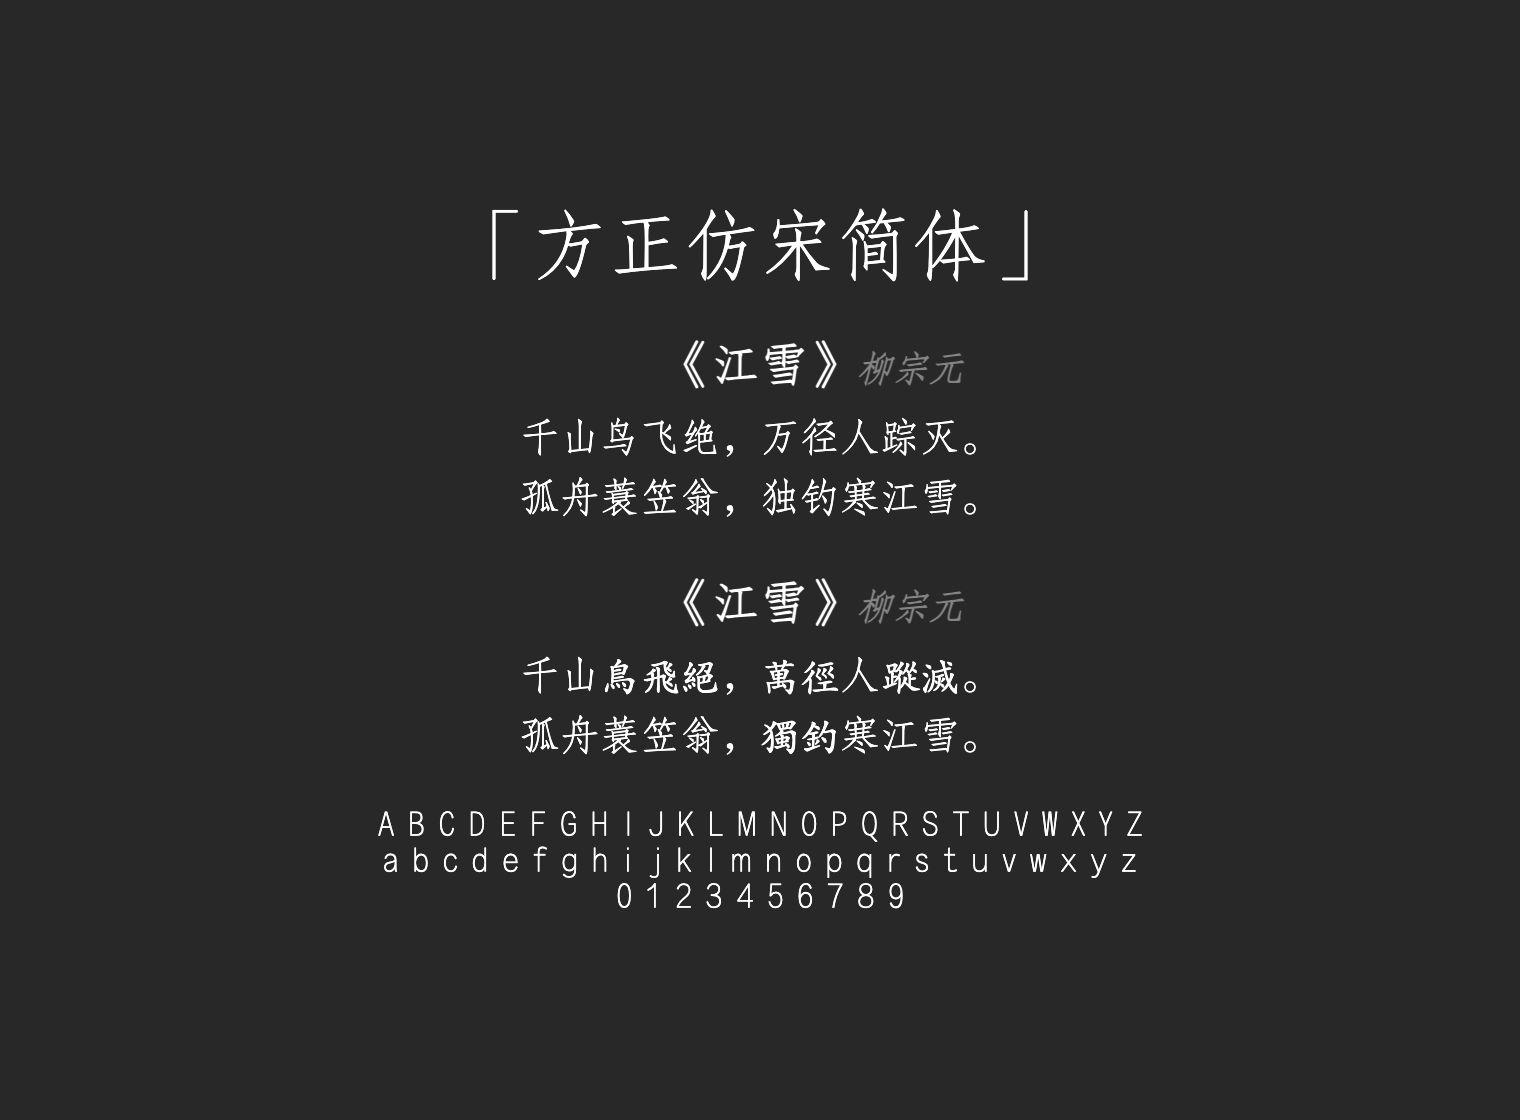 「方正仿宋简体」
《江雪》柳宗元
千山鸟飞绝，万径人踪灭。
孤舟蓑笠翁，独钓寒江雪。
《江雪》柳宗元
千山鳥飛絕，萬徑人蹤滅。
孤舟蓑笠翁，獨釣寒江雪。
A B C D E F G H I J K L M N O P Q R S T U V W X Y Z
a b c d e f g h i j k l m n o p q r s t u v w x y z
0 1 2 3 4 5 6 7 8 9